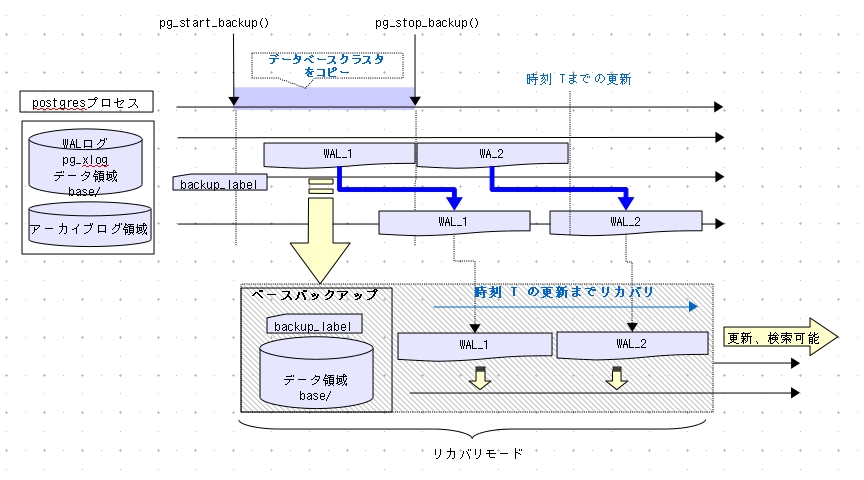 pg_start_backup()
pg_stop_backup()
データベースクラスタ
をコピー
時刻 Tまでの更新
postgresプロセス
WALログ
pg_xlog
データ領域
base/
WAL_1
WA_2
backup_label
アーカイブログ領域
WAL_1
WAL_2
ベースバックアップ
時刻 T の更新までリカバリ
backup_label
WAL_1
WAL_2
更新、検索可能
データ領域
base/
リカバリモード